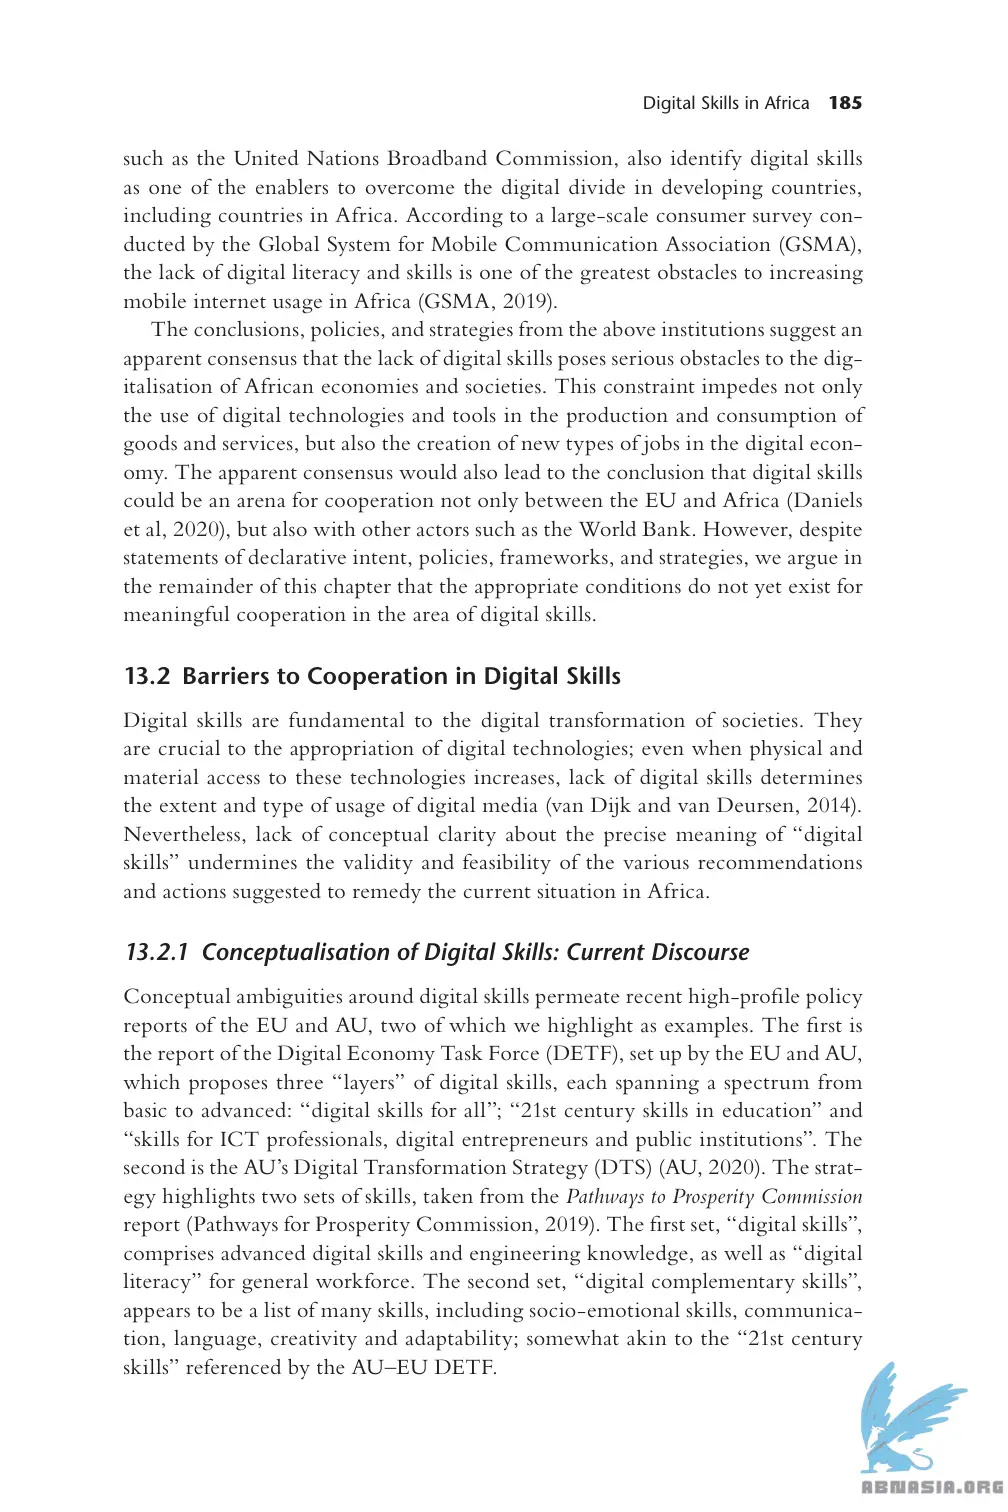 Digital Skills in Africa 185
such as the United Nations Broadband Commission, also identify digital skills
as one of the enablers to overcome the digital divide in developing countries,
including countries in Africa. According to a large-scale consumer survey con-
ducted by the Global System for Mobile Communication Association (GSMA),
the lack of digital literacy and skills is one of the greatest obstacles to increasing
mobile internet usage in Africa (GSMA, 2019).
The conclusions, policies, and strategies from the above institutions suggest an
apparent consensus that the lack of digital skills poses serious obstacles to the dig-
italisation of African economies and societies. This constraint impedes not only
the use of digital technologies and tools in the production and consumption of
goods and services, but also the creation of new types of jobs in the digital econ-
omy. The apparent consensus would also lead to the conclusion that digital skills
could be an arena for cooperation not only between the EU and Africa (Daniels
et al, 2020), but also with other actors such as the World Bank. However, despite
statements of declarative intent, policies, frameworks, and strategies, we argue in
the remainder of this chapter that the appropriate conditions do not yet exist for
meaningful cooperation in the area of digital skills.
13.2 Barriers to Cooperation in Digital Skills
Digital skills are fundamental to the digital transformation of societies. They
are crucial to the appropriation of digital technologies; even when physical and
material access to these technologies increases, lack of digital skills determines
the extent and type of usage of digital media (van Dijk and van Deursen, 2014).
Nevertheless, lack of conceptual clarity about the precise meaning of “digital
skills” undermines the validity and feasibility of the various recommendations
and actions suggested to remedy the current situation in Africa.
13.2.1 Conceptualisation of Digital Skills: Current Discourse
Conceptual ambiguities around digital skills permeate recent high-profile policy
reports of the EU and AU, two of which we highlight as examples. The first is
the report of the Digital Economy Task Force (DETF), set up by the EU and AU,
which proposes three “layers” of digital skills, each spanning a spectrum from
basic to advanced: “digital skills for all”; “21st century skills in education” and
“skills for ICT professionals, digital entrepreneurs and public institutions”. The
second is the AU’s Digital Transformation Strategy (DTS) (AU, 2020). The strat-
egy highlights two sets of skills, taken from the Pathways to Prosperity Commission
report (Pathways for Prosperity Commission, 2019). The first set, “digital skills”,
comprises advanced digital skills and engineering knowledge, as well as “digital
literacy” for general workforce. The second set, “digital complementary skills”,
appears to be a list of many skills, including socio-emotional skills, communica-
tion, language, creativity and adaptability; somewhat akin to the “21st century
skills” referenced by the AU–EU DETF.
ABNASIA.ORG